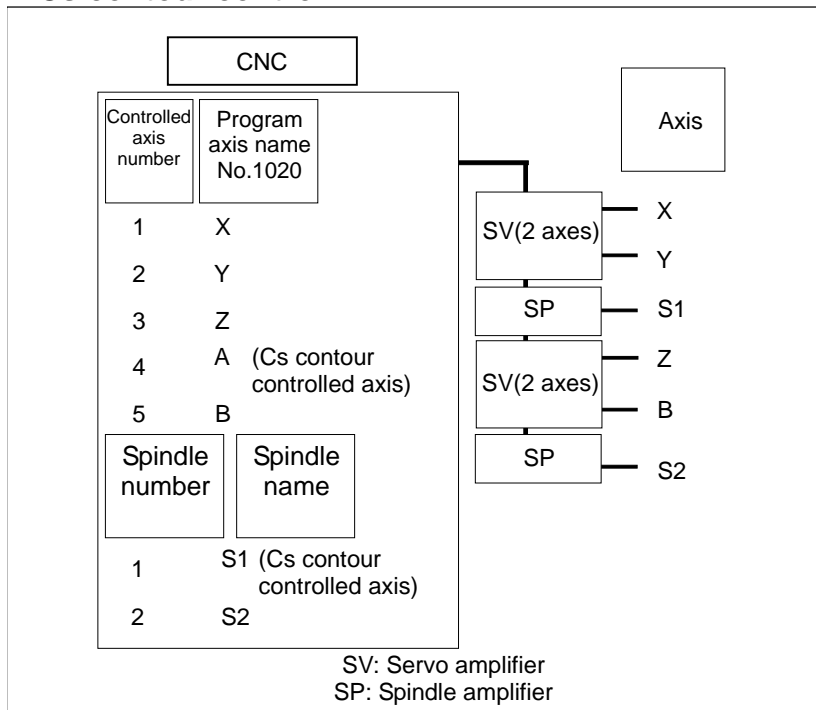 CNC
Controlled
axis
number
Program
axis name
No.1020
1 X
2 Y
3 Z
4 A (Cs contour
controlled axis)
5 B
Spindle
number
Spindle
name
1 S1 (Cs contour
controlled axis)
2 S2
Axis
SV(2 axes)
X
Y
SP
S1
SV(2 axes)
Z
B
SP
S2
SV: Servo amplifier
SP: Spindle amplifier